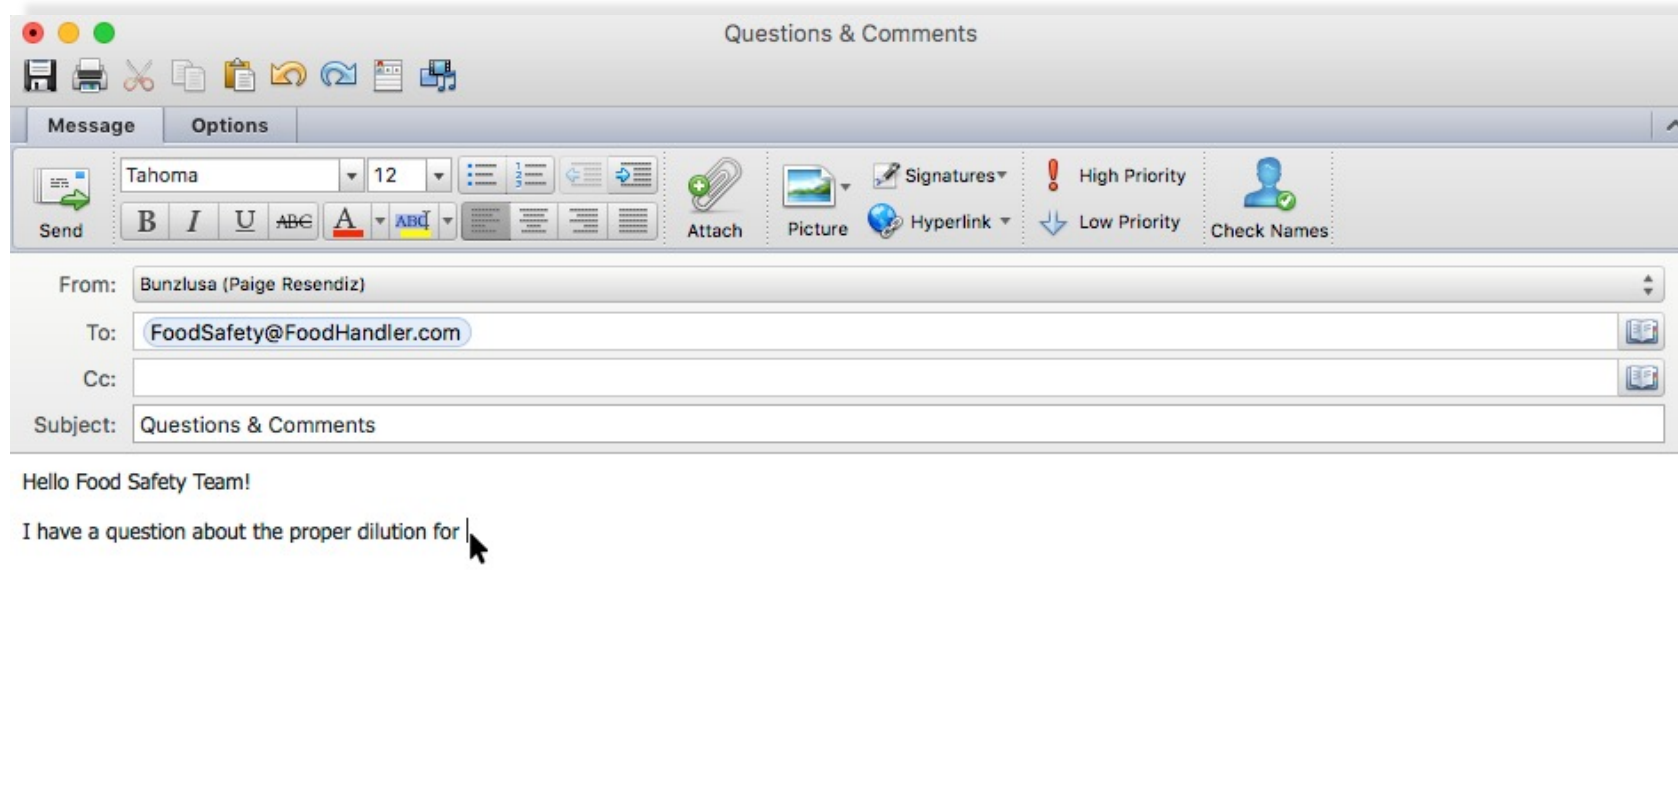 Questions & Comments
Message Options
Tahoma 12 Signatures High Priority
B I U ABC A ABC Hyperlink Low Priority
Send Attach Picture Check Names
From: Bunzlusa (Paige Resendiz)
To: FoodSafety@FoodHandler.com
Cc:
Subject: Questions & Comments
Hello Food Safety Team!
I have a question about the proper dilution for